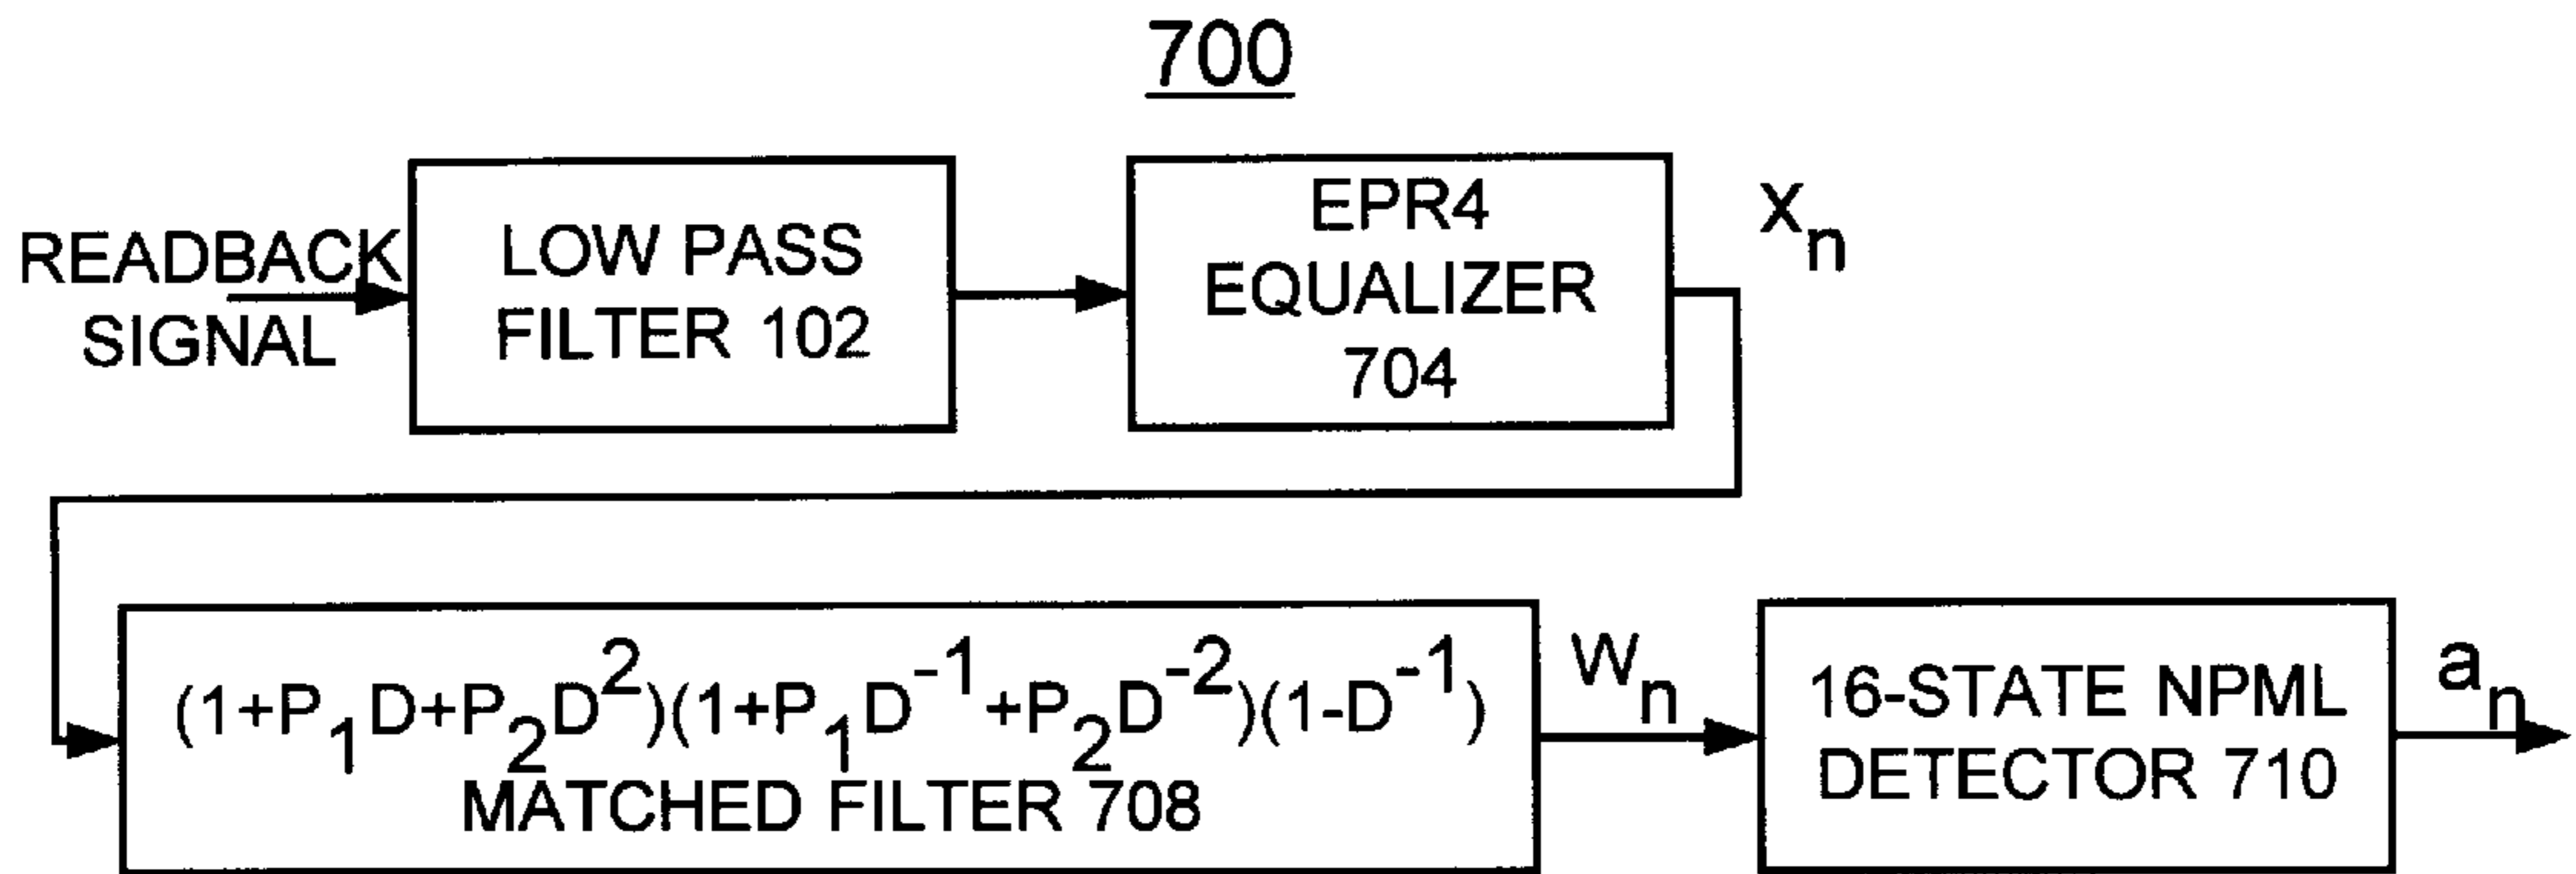 700
READBACK
SIGNAL
LOW PASS
FILTER 102
EPR4
EQUALIZER
704
Xₙ
(1+P₁D+P₂D²)(1+P₁D⁻¹+P₂D⁻²)(1-D⁻¹)
MATCHED FILTER 708
Wₙ
16-STATE NPML
DETECTOR 710
aₙ